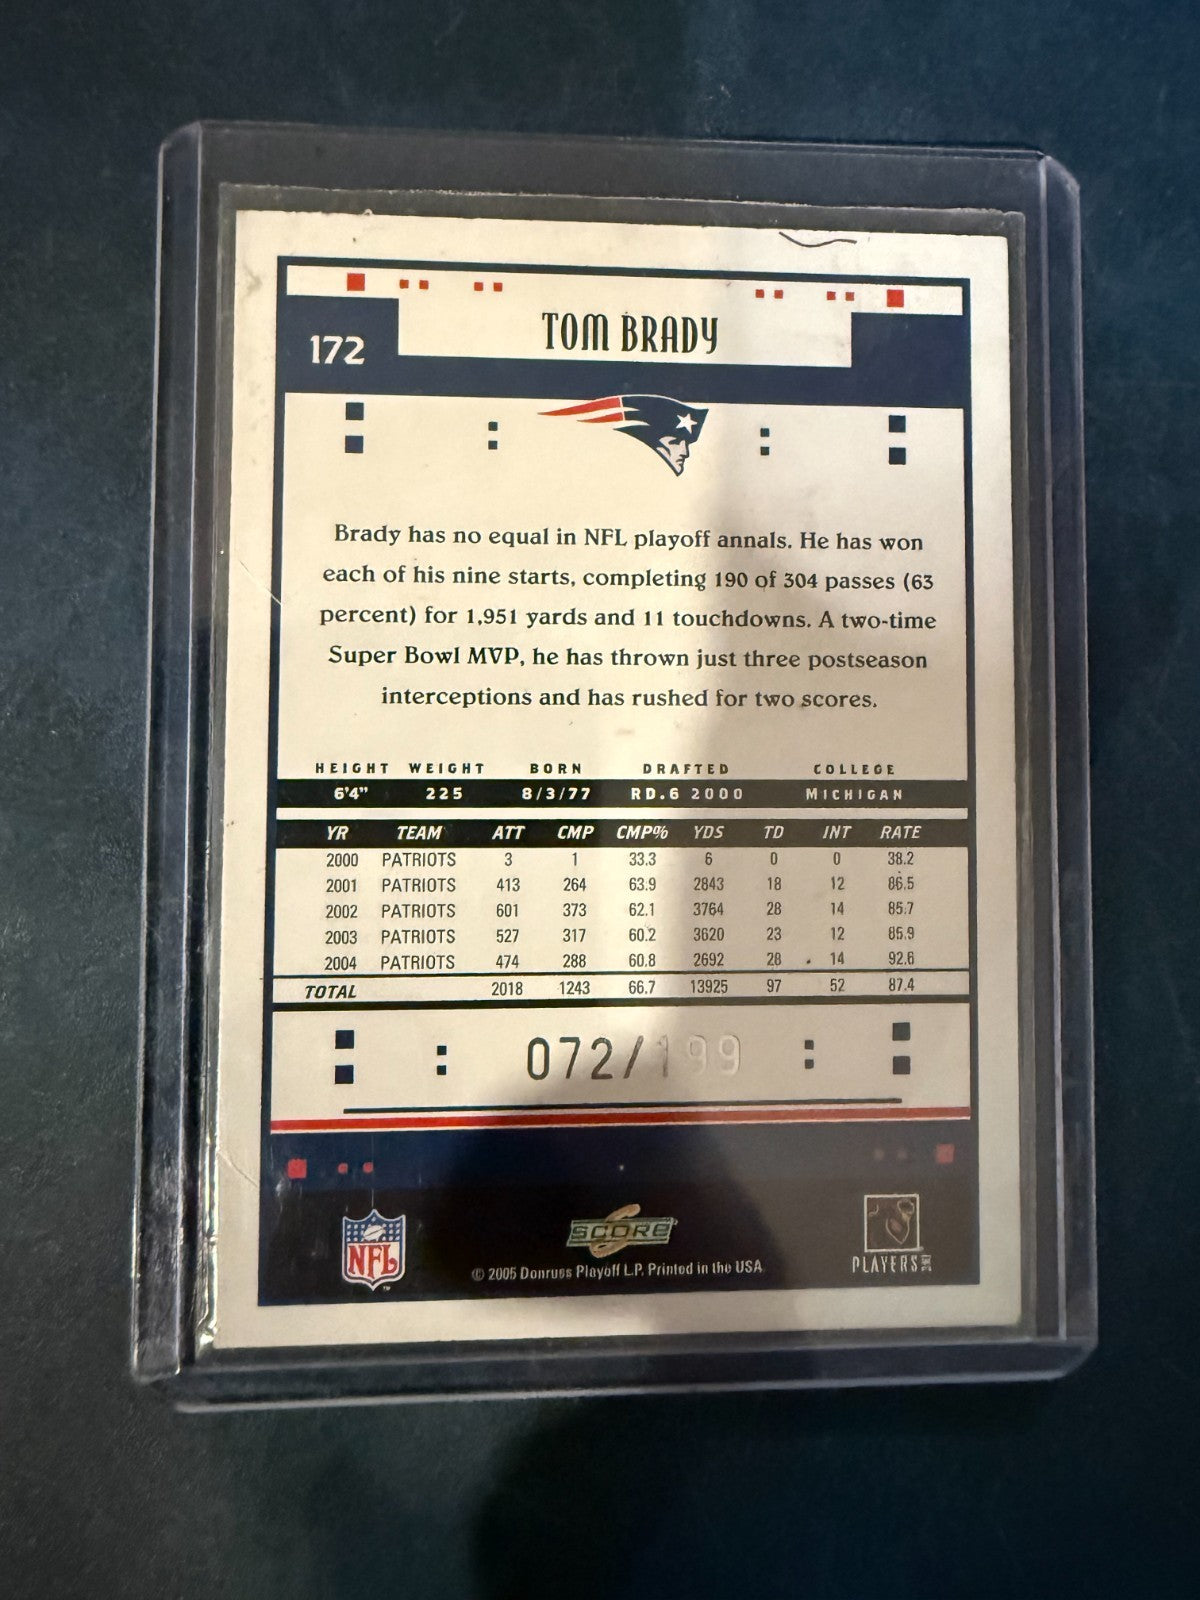 172
TOM BRADY
Brady has no equal in NFL playoff annals. He has won
each of his nine starts, completing 190 of 304 passes (63
percent) for 1,951 yards and 11 touchdowns. A two-time
Super Bowl MVP, he has thrown just three postseason
interceptions and has rushed for two scores.
HEIGHT WEIGHT BORN DRAFTED COLLEGE
6'4" 225 8/3/77 RD.6 2000 MICHIGAN
YR TEAM ATT CMP CMP% YDS TD INT RATE
2000 PATRIOTS 3 1 33.3 6 0 0 38.2
2001 PATRIOTS 413 264 63.9 2843 18 12 86.5
2002 PATRIOTS 601 373 62.1 3764 28 14 85.7
2003 PATRIOTS 527 317 60.2 3620 23 12 85.9
2004 PATRIOTS 474 288 60.8 2692 28 14 92.6
TOTAL 2018 1243 66.7 13925 97 52 87.4
072/199
NFL
SCORE
© 2005 Donruss Playoff L.P. Printed in the USA
PLAYERS INC